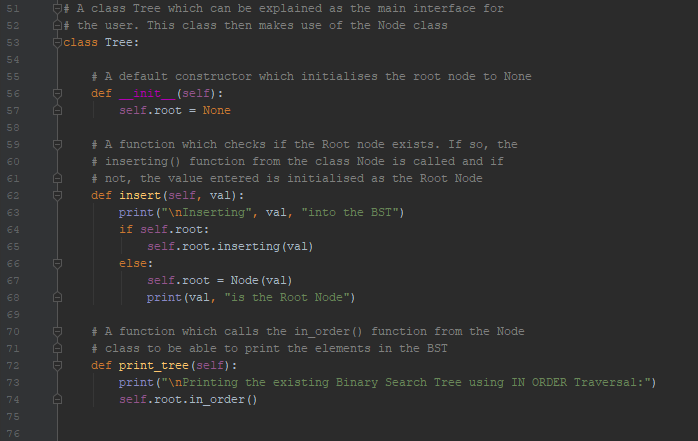 51 # A class Tree which can be explained as the main interface for
52 # the user. This class then makes use of the Node class
53 class Tree:
54
55     # A default constructor which initialises the root node to None
56     def __init__(self):
57         self.root = None
58
59     # A function which checks if the Root node exists. If so, the
60     # inserting() function from the class Node is called and if
61     # not, the value entered is initialised as the Root Node
62     def insert(self, val):
63         print("\nInserting", val, "into the BST")
64         if self.root:
65             self.root.inserting(val)
66         else:
67             self.root = Node(val)
68             print(val, "is the Root Node")
69
70     # A function which calls the in_order() function from the Node
71     # class to be able to print the elements in the BST
72     def print_tree(self):
73         print("\nPrinting the existing Binary Search Tree using IN ORDER Traversal:")
74         self.root.in_order()
75
76